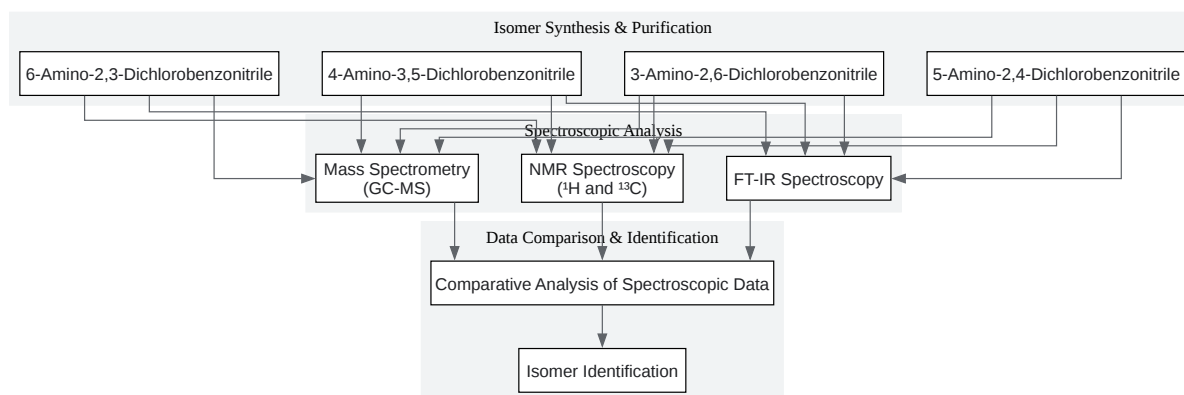 Isomer Synthesis & Purification
6-Amino-2,3-Dichlorobenzonitrile
4-Amino-3,5-Dichlorobenzonitrile
3-Amino-2,6-Dichlorobenzonitrile
5-Amino-2,4-Dichlorobenzonitrile
Spectroscopic Analysis
Mass Spectrometry
(GC-MS)
NMR Spectroscopy
(¹H and ¹³C)
FT-IR Spectroscopy
Data Comparison & Identification
Comparative Analysis of Spectroscopic Data
Isomer Identification